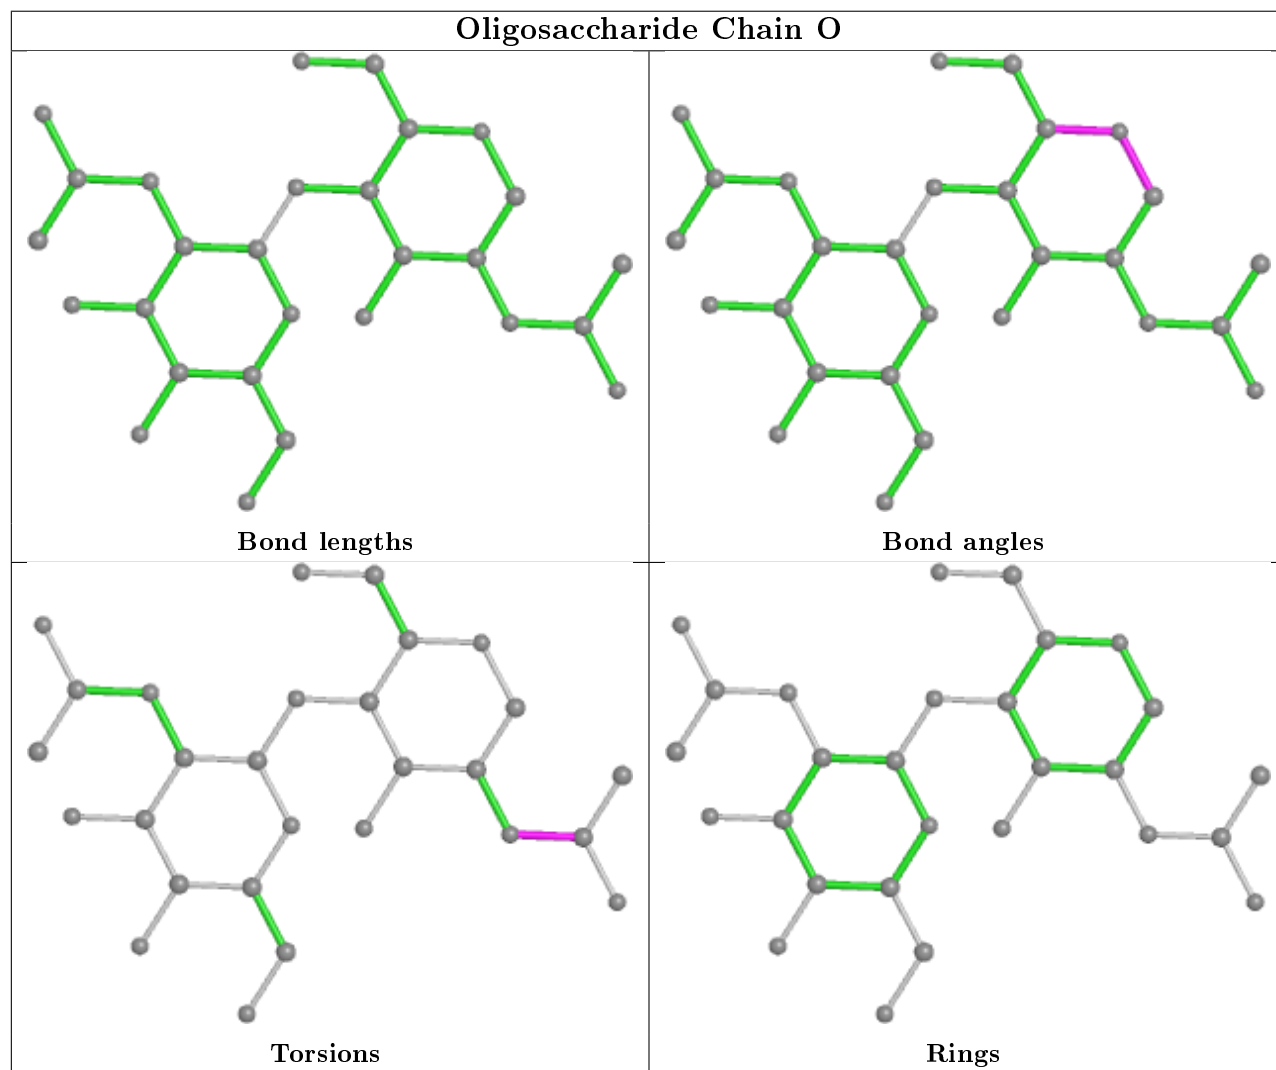 Oligosaccharide Chain O
Bond lengths
Bond angles
Torsions
Rings